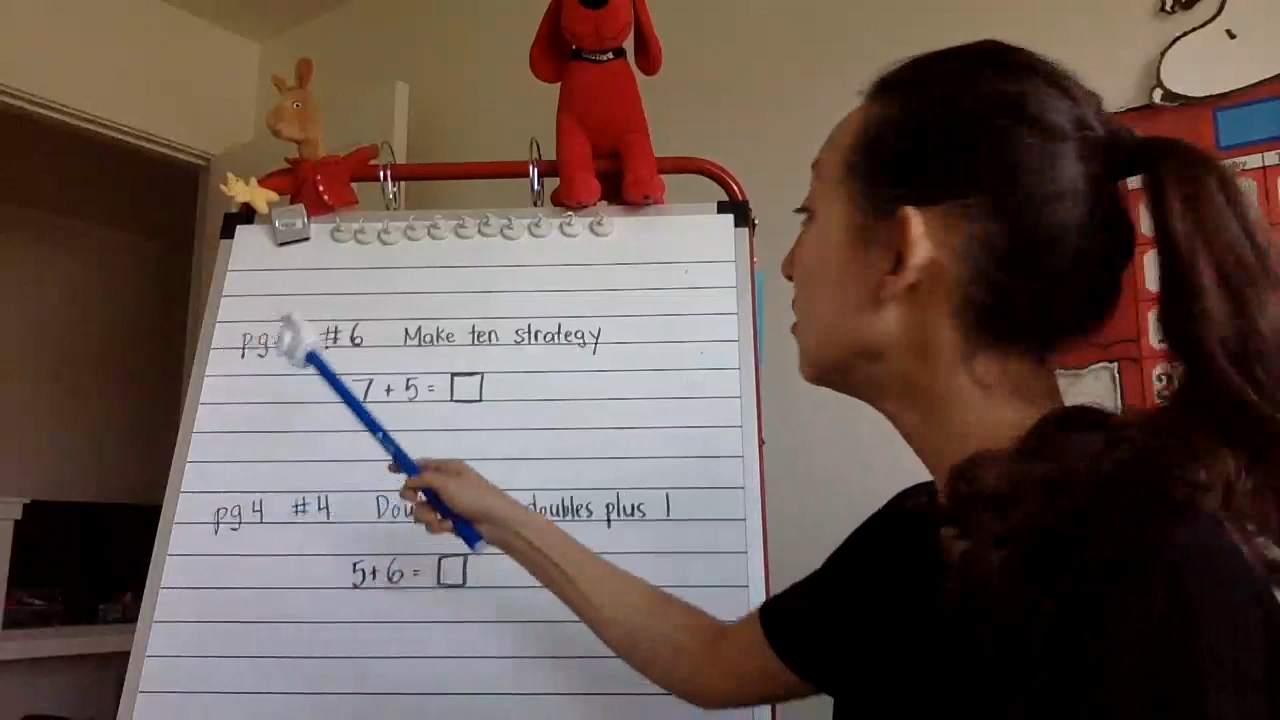 pg #6 Make ten strategy
7 + 5 = □
pg 4 #4 doubles plus 1
5 + 6 = □